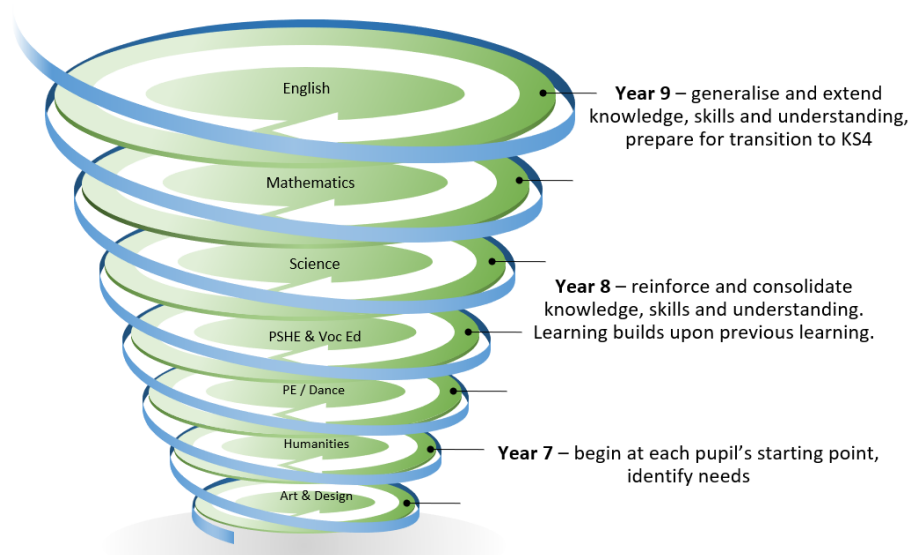 English
Year 9 – generalise and extend
knowledge, skills and understanding,
prepare for transition to KS4
Mathematics
Science
Year 8 – reinforce and consolidate
knowledge, skills and understanding.
Learning builds upon previous learning.
PSHE & Voc Ed
PE / Dance
Humanities
Year 7 – begin at each pupil’s starting point,
identify needs
Art & Design